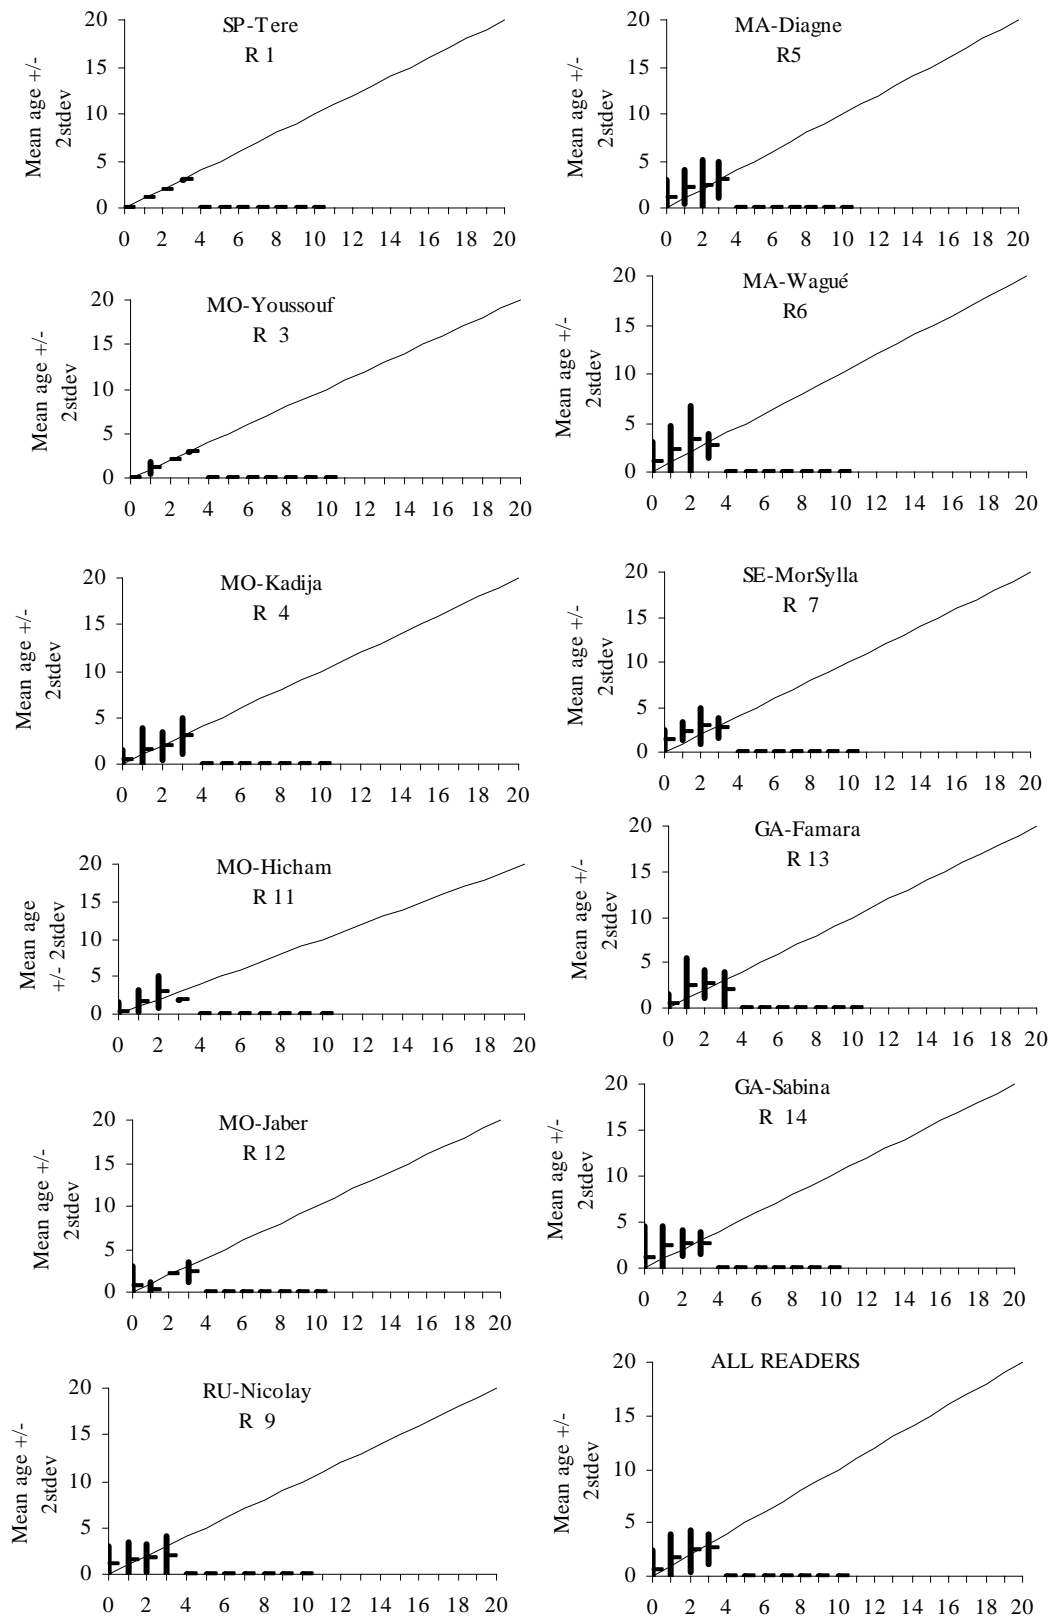 SP-Tere
R 1
Mean age +/-
2stdev
20
15
10
5
0
0 2 4 6 8 10 12 14 16 18 20
MA-Diagne
R5
Mean age +/-
2stdev
20
15
10
5
0
0 2 4 6 8 10 12 14 16 18 20
MO-Youssouf
R 3
Mean age +/-
2stdev
20
15
10
5
0
0 2 4 6 8 10 12 14 16 18 20
MA-Wagué
R6
Mean age +/-
2stdev
20
15
10
5
0
0 2 4 6 8 10 12 14 16 18 20
MO-Kadija
R 4
Mean age +/-
2stdev
20
15
10
5
0
0 2 4 6 8 10 12 14 16 18 20
SE-MorSylla
R 7
Mean age +/-
2stdev
20
15
10
5
0
0 2 4 6 8 10 12 14 16 18 20
MO-Hicham
R 11
Mean age
+/- 2stdev
20
15
10
5
0
0 2 4 6 8 10 12 14 16 18 20
GA-Famara
R 13
Mean age +/-
2stdev
20
15
10
5
0
0 2 4 6 8 10 12 14 16 18 20
MO-Jaber
R 12
Mean age +/-
2stdev
20
15
10
5
0
0 2 4 6 8 10 12 14 16 18 20
GA-Sabina
R 14
Mean age +/-
2stdev
20
15
10
5
0
0 2 4 6 8 10 12 14 16 18 20
RU-Nicolay
R 9
Mean age +/-
2stdev
20
15
10
5
0
0 2 4 6 8 10 12 14 16 18 20
ALL READERS
Mean age +/-
2stdev
20
15
10
5
0
0 2 4 6 8 10 12 14 16 18 20